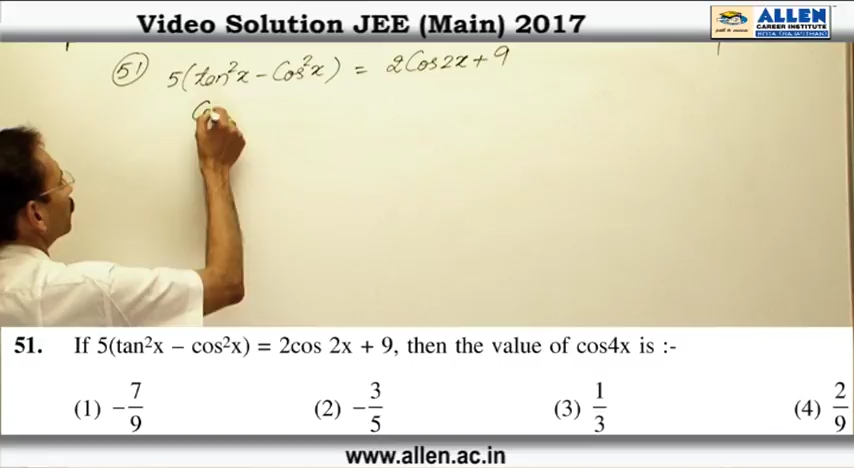 Video Solution JEE (Main) 2017
ALLEN
CAREER INSTITUTE
KOTA (RAJASTHAN)
51 5(tan²x − Cos²x) = 2Cos2x + 9
51. If 5(tan²x – cos²x) = 2cos 2x + 9, then the value of cos4x is :-
(1) −7/9 (2) −3/5 (3) 1/3 (4) 2/9
www.allen.ac.in